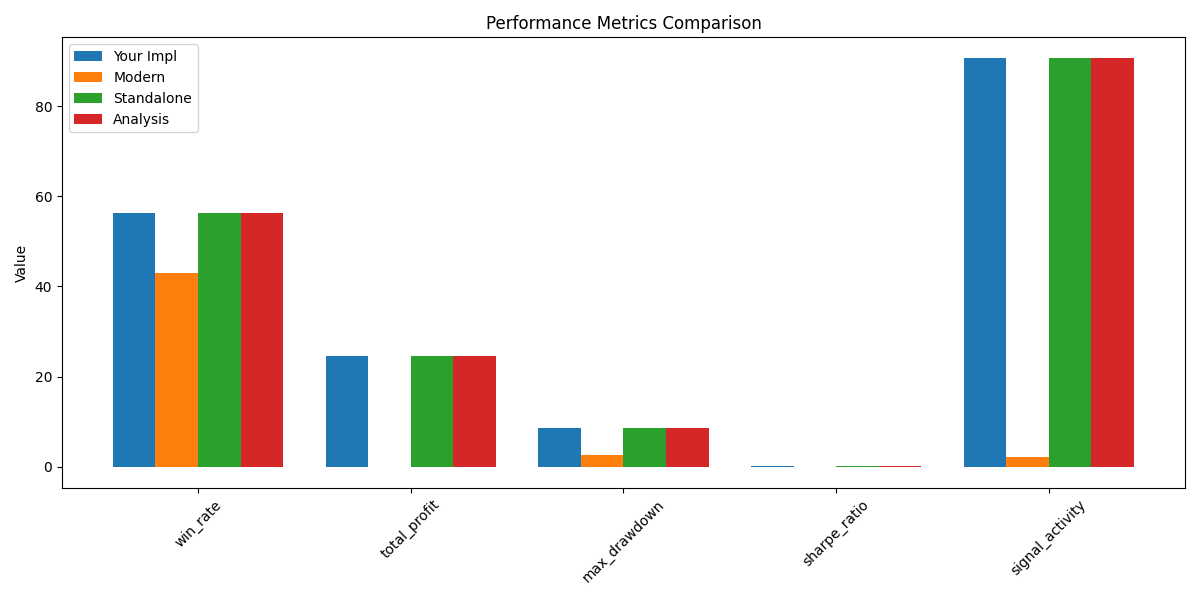 Performance Metrics Comparison
Your Impl
Modern
Standalone
Analysis
Value
80
60
40
20
0
win_rate
total_profit
max_drawdown
sharpe_ratio
signal_activity